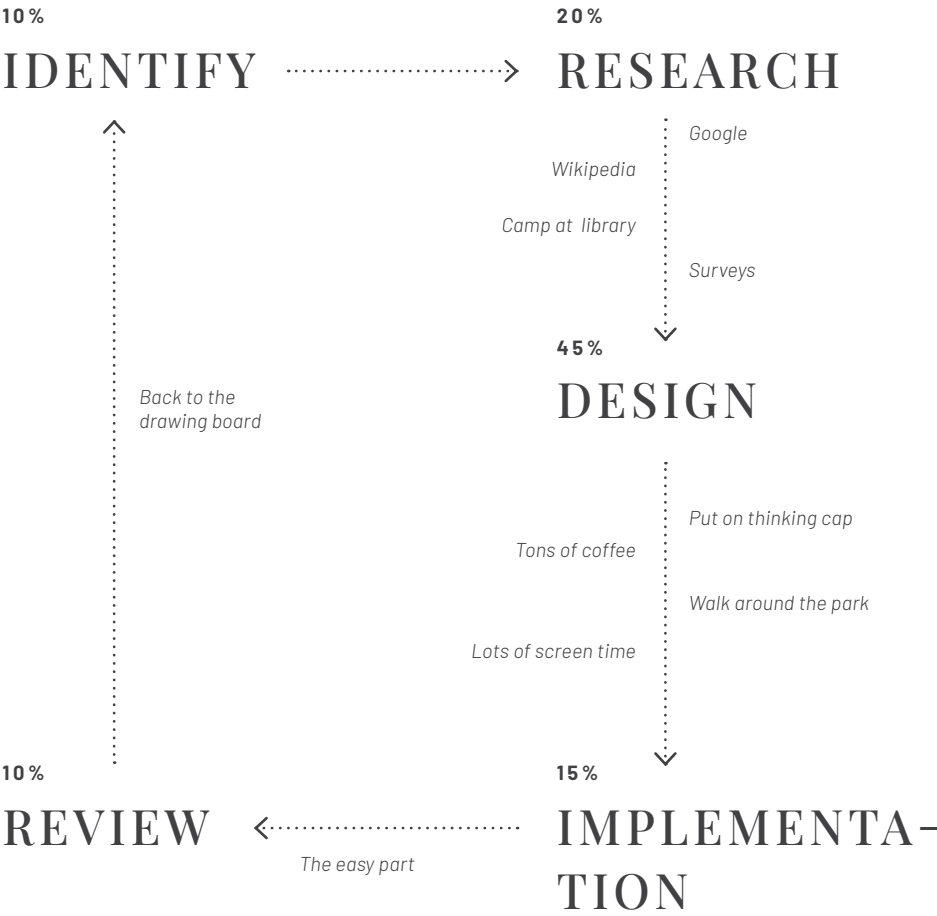 10%
IDENTIFY
20%
RESEARCH
Google
Wikipedia
Camp at library
Surveys
45%
DESIGN
Put on thinking cap
Tons of coffee
Walk around the park
Lots of screen time
15%
IMPLEMENTA–
TION
The easy part
10%
REVIEW
Back to the
drawing board